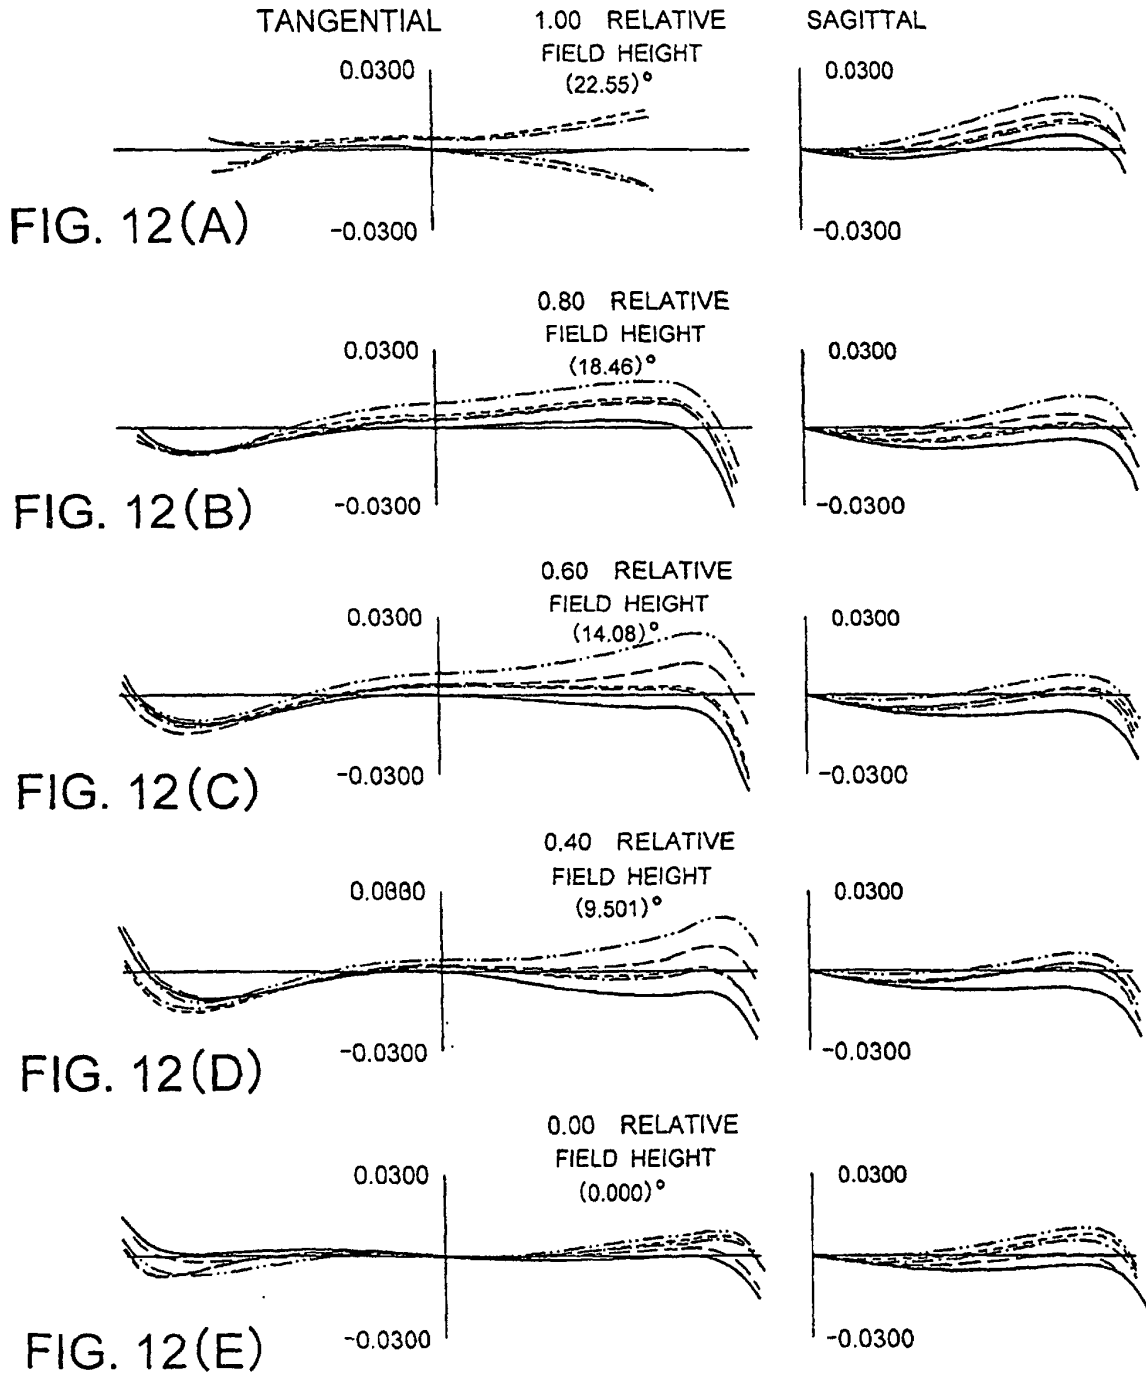 TANGENTIAL
1.00 RELATIVE
FIELD HEIGHT
(22.55)°
SAGITTAL
0.0300
0.0300
FIG. 12(A)
-0.0300
-0.0300
0.80 RELATIVE
FIELD HEIGHT
(18.46)°
0.0300
0.0300
FIG. 12(B)
-0.0300
-0.0300
0.60 RELATIVE
FIELD HEIGHT
(14.08)°
0.0300
0.0300
FIG. 12(C)
-0.0300
-0.0300
0.40 RELATIVE
FIELD HEIGHT
(9.501)°
0.0300
0.0300
FIG. 12(D)
-0.0300
-0.0300
0.00 RELATIVE
FIELD HEIGHT
(0.000)°
0.0300
0.0300
FIG. 12(E)
-0.0300
-0.0300